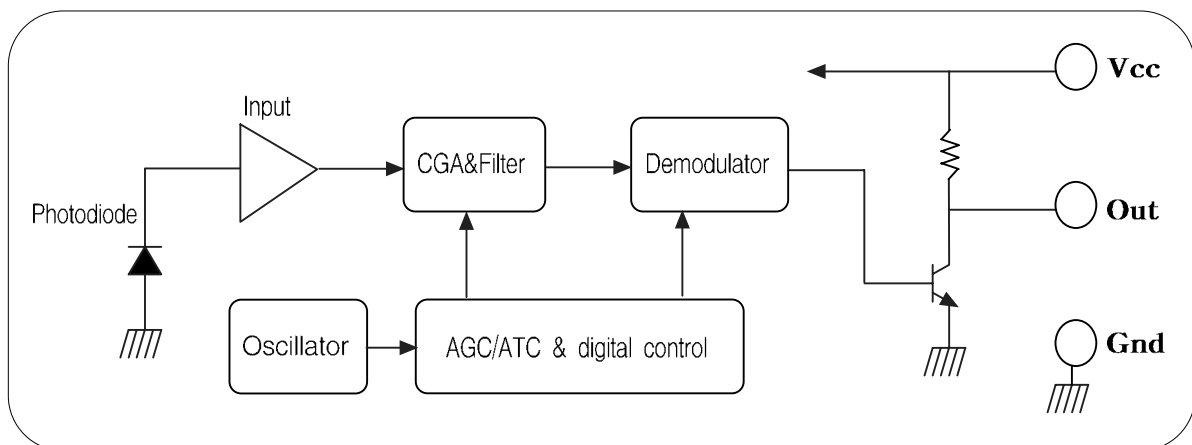 Vcc
Input
CGA&Filter
Demodulator
Photodiode
Out
Oscillator
AGC/ATC & digital control
Gnd